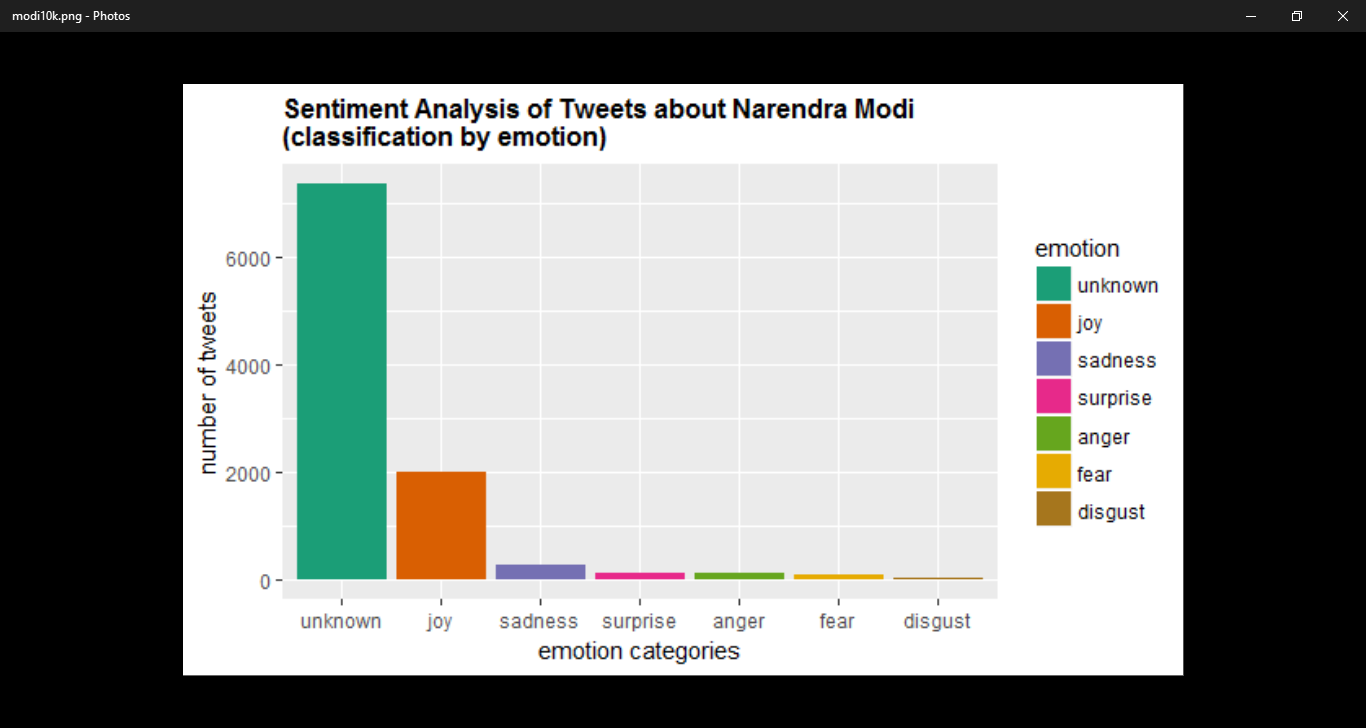 modi10k.png - Photos
Sentiment Analysis of Tweets about Narendra Modi
(classification by emotion)
number of tweets
6000
4000
2000
0
unknown joy sadness surprise anger fear disgust
emotion categories
emotion
unknown
joy
sadness
surprise
anger
fear
disgust